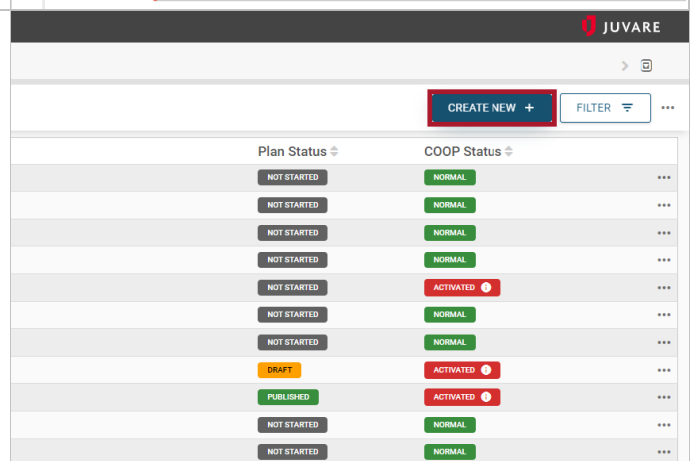 JUVARE
CREATE NEW + FILTER
Plan Status COOP Status
NOT STARTED NORMAL
NOT STARTED NORMAL
NOT STARTED NORMAL
NOT STARTED NORMAL
NOT STARTED ACTIVATED
NOT STARTED NORMAL
NOT STARTED NORMAL
DRAFT ACTIVATED
PUBLISHED ACTIVATED
NOT STARTED NORMAL
NOT STARTED NORMAL